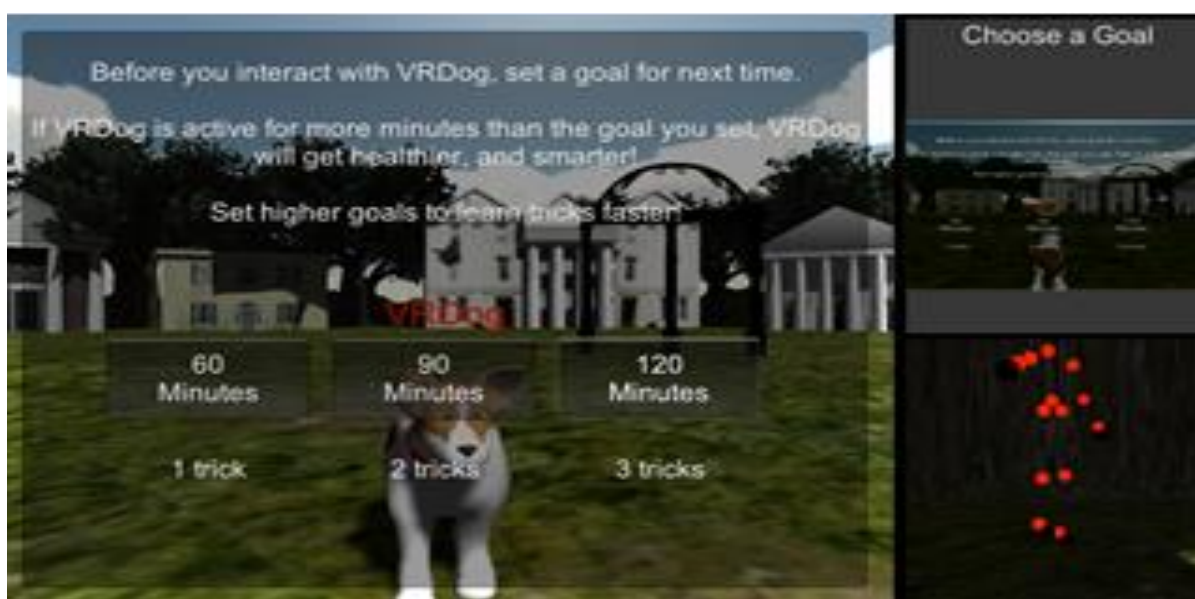 Before you interact with VRDog, set a goal for next time.
If VRDog is active for more minutes than the goal you set, VRDog
will get healthier, and smarter!
Set higher goals to learn tricks faster!
VRDog
60
Minutes
90
Minutes
120
Minutes
1 trick
2 tricks
3 tricks
Choose a Goal